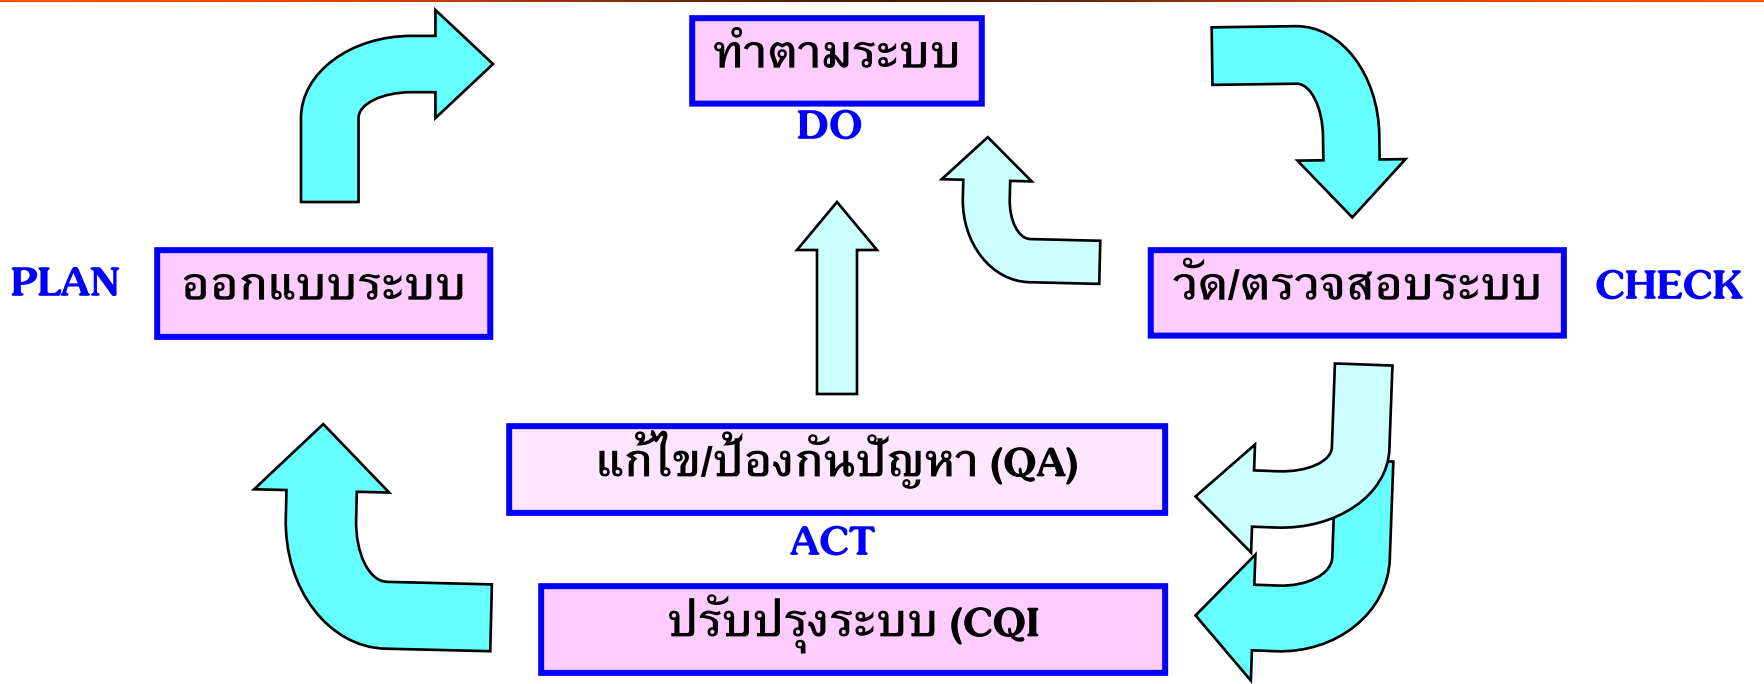 ทำตามระบบ
DO
PLAN
ออกแบบระบบ
วัด/ตรวจสอบระบบ
CHECK
แก้ไข/ป้องกันปัญหา (QA)
ACT
ปรับปรุงระบบ (CQI